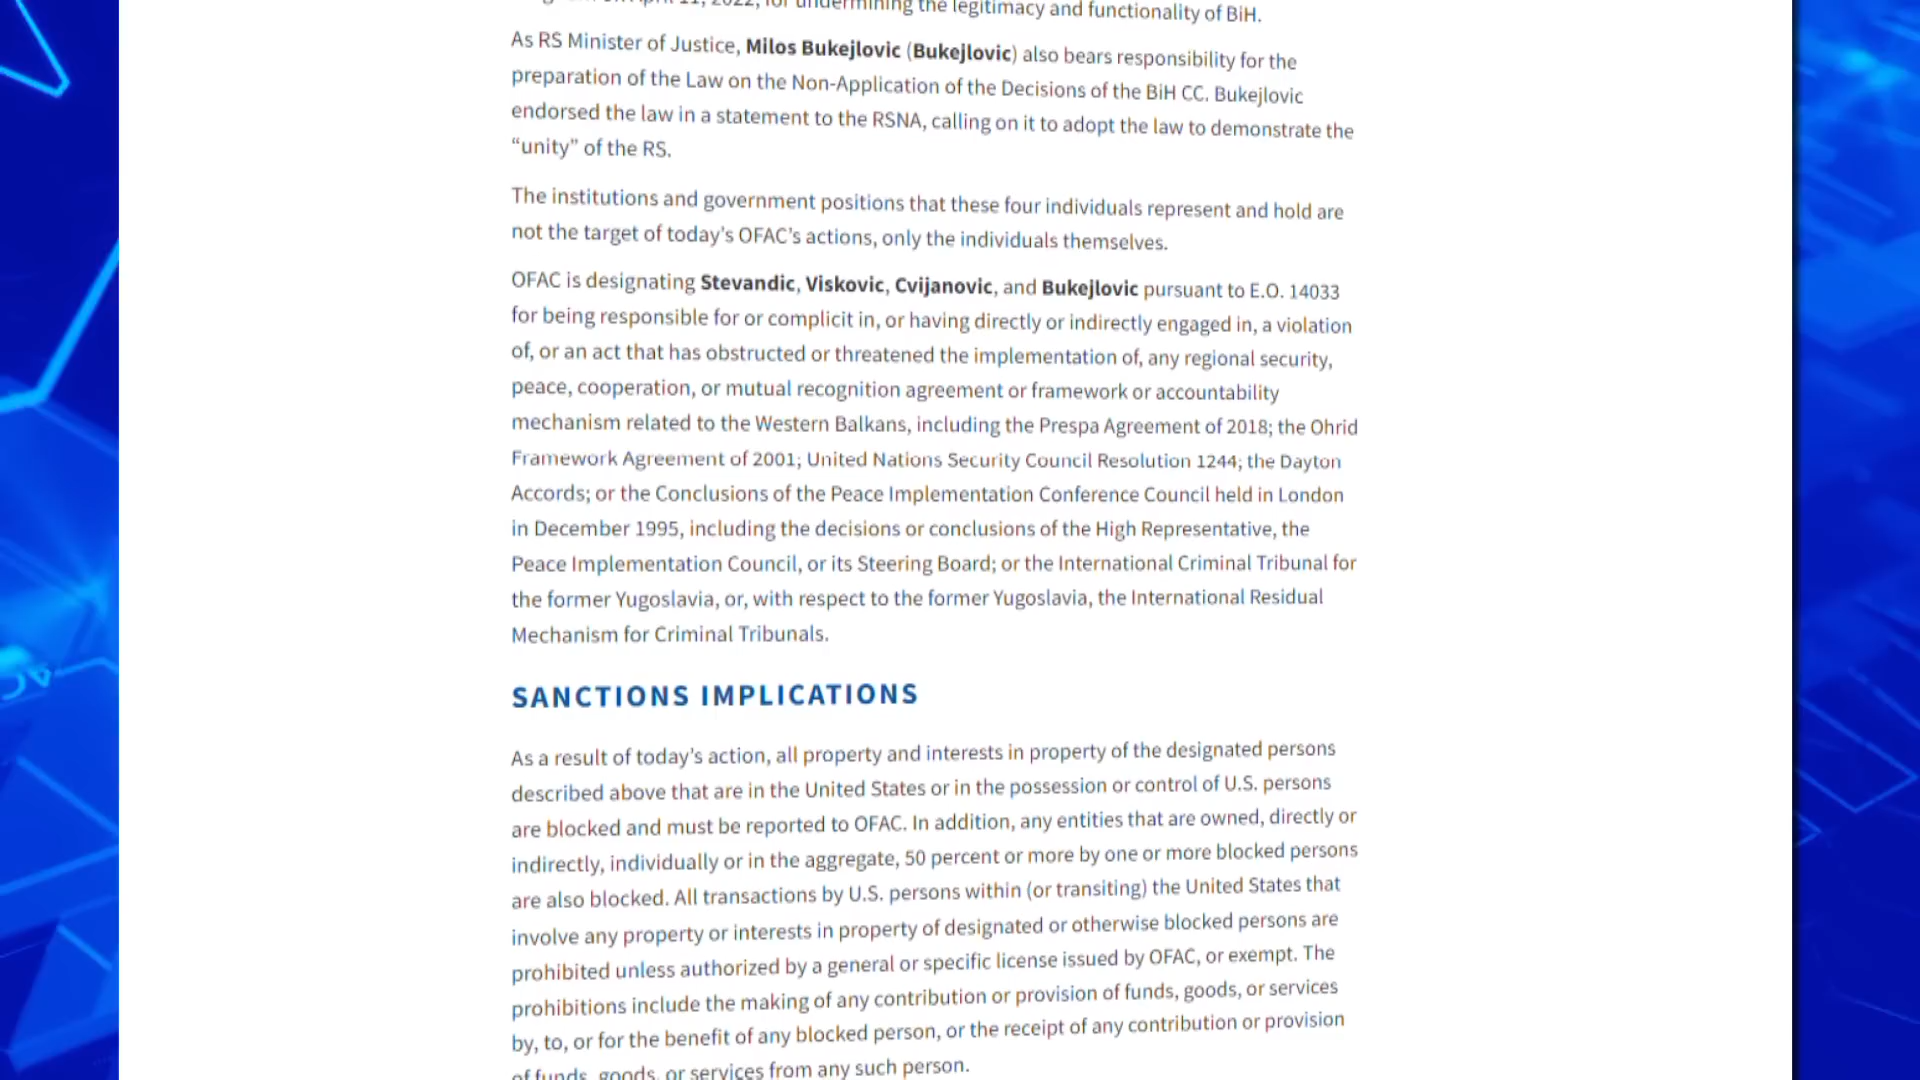 11, 2022, for undermining the legitimacy and functionality of BiH.
As RS Minister of Justice, Milos Bukejlovic (Bukejlovic) also bears responsibility for the
preparation of the Law on the Non-Application of the Decisions of the BiH CC. Bukejlovic
endorsed the law in a statement to the RSNA, calling on it to adopt the law to demonstrate the
“unity” of the RS.
The institutions and government positions that these four individuals represent and hold are
not the target of today’s OFAC’s actions, only the individuals themselves.
OFAC is designating Stevandic, Viskovic, Cvijanovic, and Bukejlovic pursuant to E.O. 14033
for being responsible for or complicit in, or having directly or indirectly engaged in, a violation
of, or an act that has obstructed or threatened the implementation of, any regional security,
peace, cooperation, or mutual recognition agreement or framework or accountability
mechanism related to the Western Balkans, including the Prespa Agreement of 2018; the Ohrid
Framework Agreement of 2001; United Nations Security Council Resolution 1244; the Dayton
Accords; or the Conclusions of the Peace Implementation Conference Council held in London
in December 1995, including the decisions or conclusions of the High Representative, the
Peace Implementation Council, or its Steering Board; or the International Criminal Tribunal for
the former Yugoslavia, or, with respect to the former Yugoslavia, the International Residual
Mechanism for Criminal Tribunals.
SANCTIONS IMPLICATIONS
As a result of today’s action, all property and interests in property of the designated persons
described above that are in the United States or in the possession or control of U.S. persons
are blocked and must be reported to OFAC. In addition, any entities that are owned, directly or
indirectly, individually or in the aggregate, 50 percent or more by one or more blocked persons
are also blocked. All transactions by U.S. persons within (or transiting) the United States that
involve any property or interests in property of designated or otherwise blocked persons are
prohibited unless authorized by a general or specific license issued by OFAC, or exempt. The
prohibitions include the making of any contribution or provision of funds, goods, or services
by, to, or for the benefit of any blocked person, or the receipt of any contribution or provision
of funds, goods, or services from any such person.